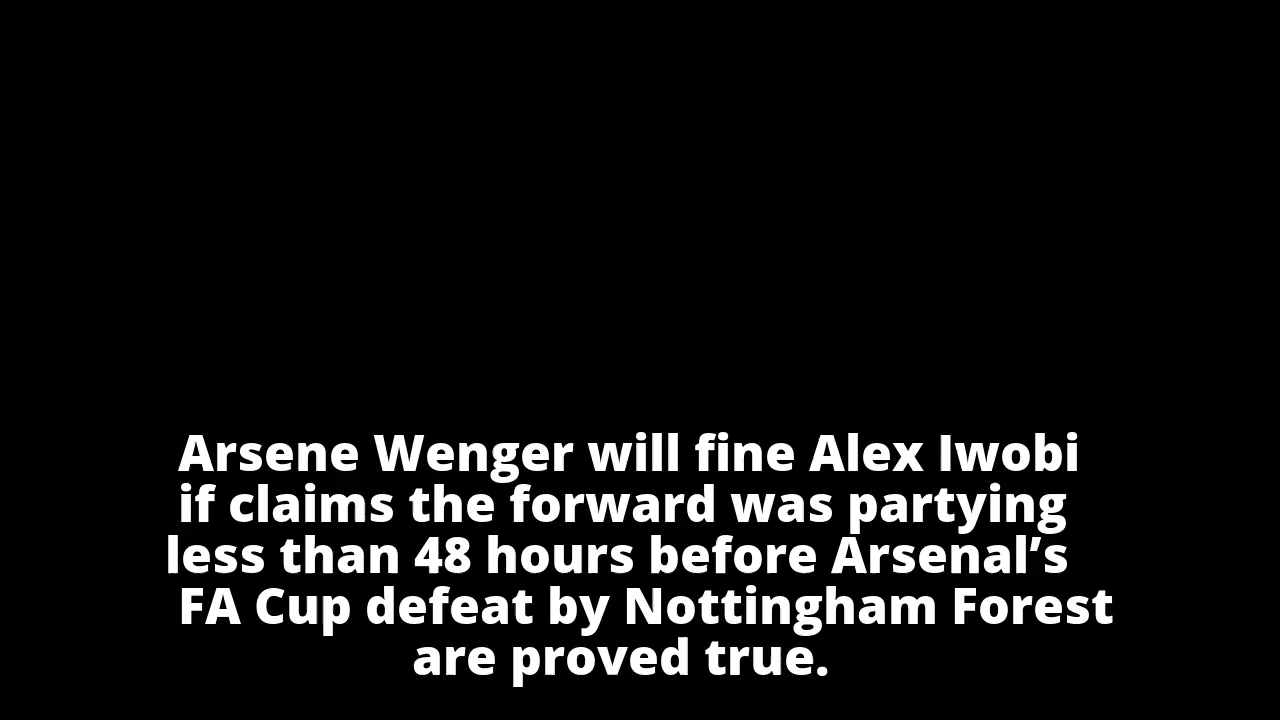 Arsene Wenger will fine Alex Iwobi
if claims the forward was partying
less than 48 hours before Arsenal’s
FA Cup defeat by Nottingham Forest
are proved true.